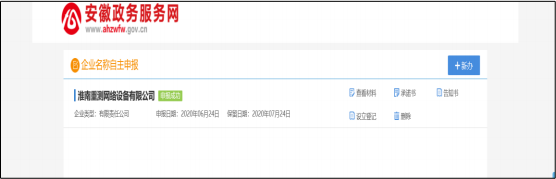 安徽政务服务网
www.ahzwfw.gov.cn
企业名称自主申报
+新办
淮南重测网络设备有限公司 申报成功
查看材料 承诺书 告知书
企业类型：有限责任公司 申报日期：2020年06月24日 保留日期：2020年07月24日
设立登记 删除